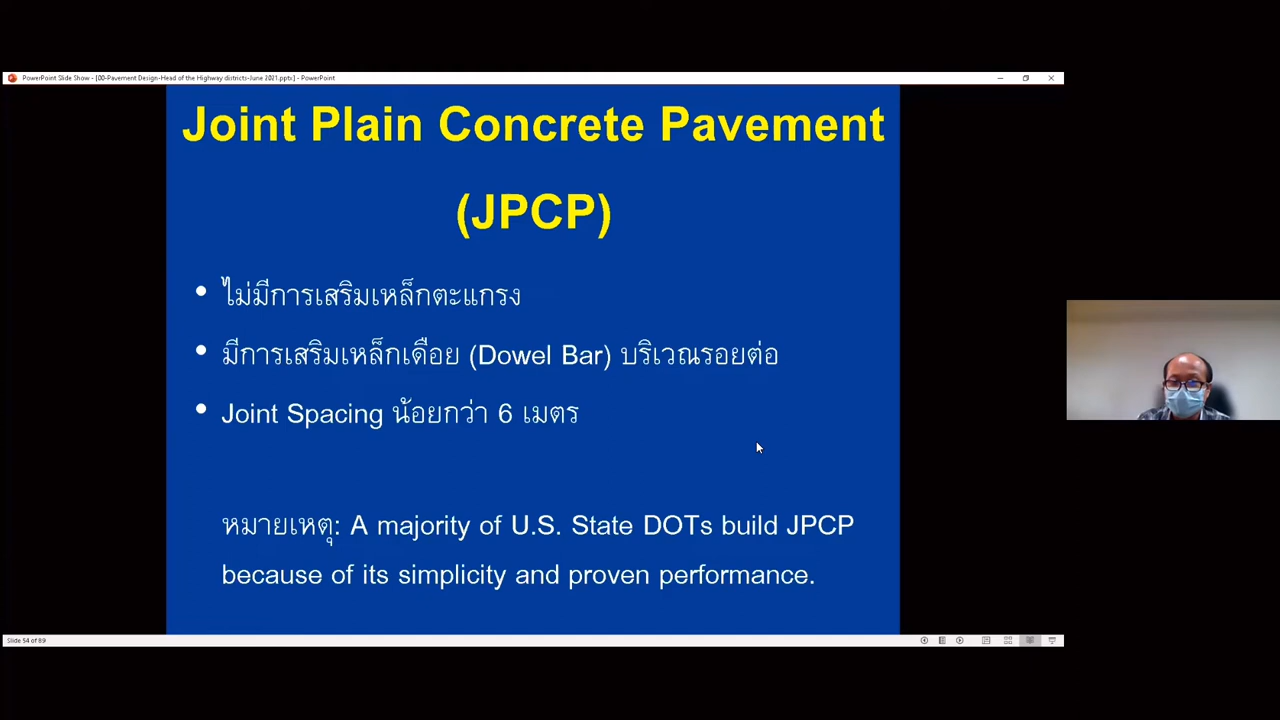 PowerPoint Slide Show - [00-Pavement Design-Head of the Highway districts-June 2021.pptx] - PowerPoint
Joint Plain Concrete Pavement
(JPCP)
• ไม่มีการเสริมเหล็กตะแกรง
• มีการเสริมเหล็กเดือย (Dowel Bar) บริเวณรอยต่อ
• Joint Spacing น้อยกว่า 6 เมตร
หมายเหตุ: A majority of U.S. State DOTs build JPCP
because of its simplicity and proven performance.
Slide 54 of 89